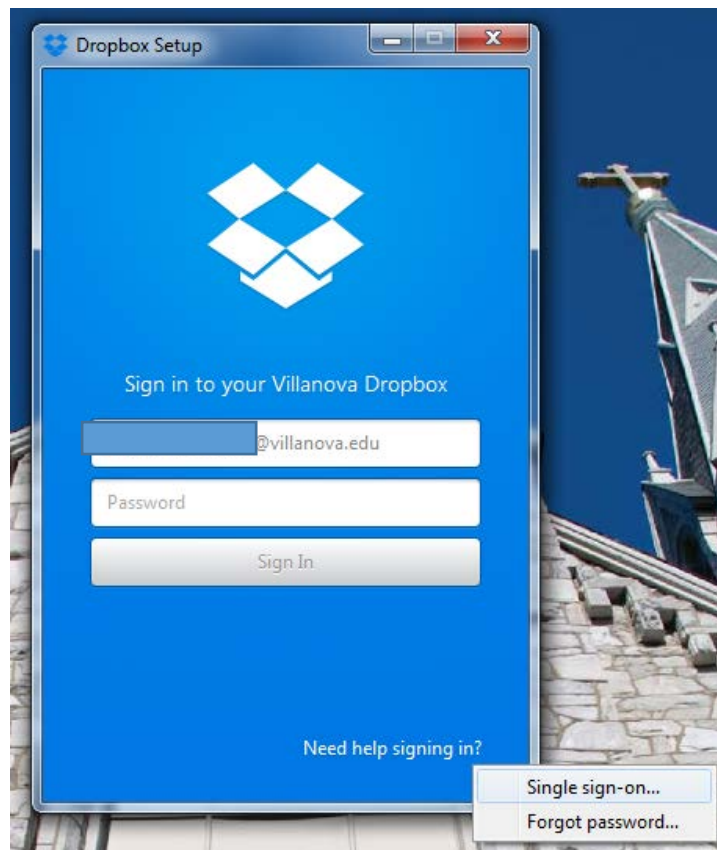 Dropbox Setup
Sign in to your Villanova Dropbox
@villanova.edu
Password
Sign In
Need help signing in?
Single sign-on...
Forgot password...